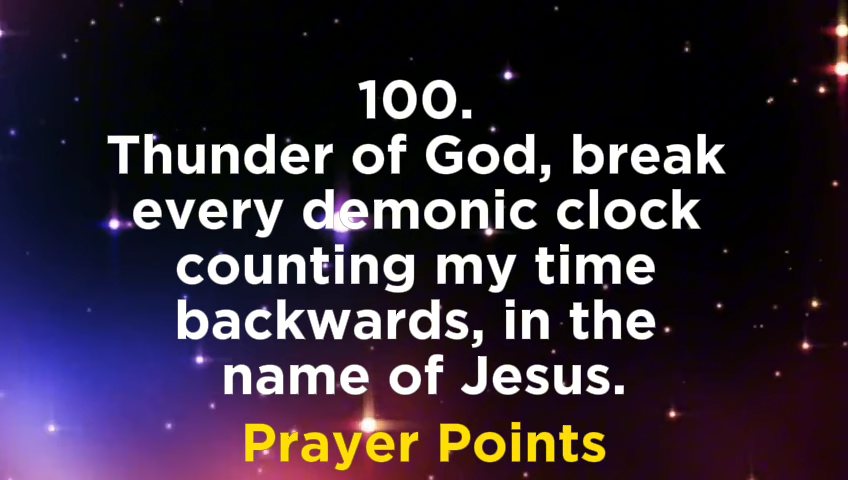 100.
Thunder of God, break
every demonic clock
counting my time
backwards, in the
name of Jesus.
Prayer Points